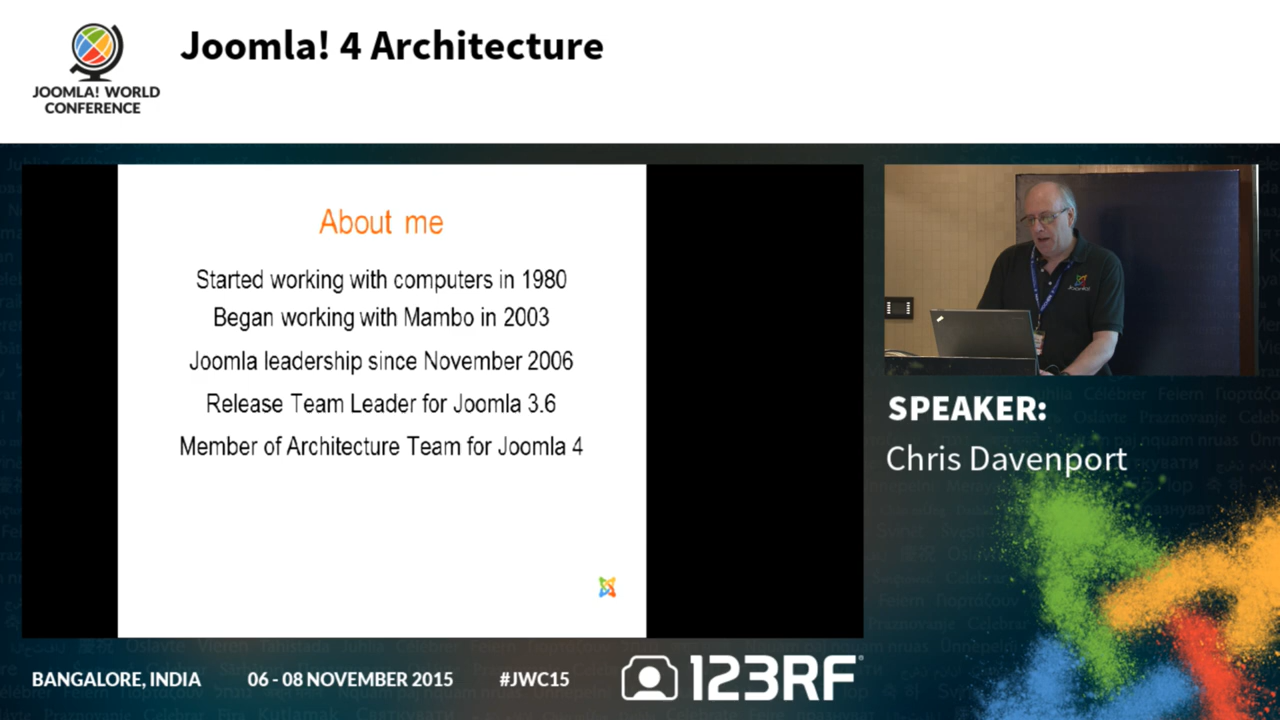 Joomla! 4 Architecture
JOOMLA! WORLD
CONFERENCE
About me
Started working with computers in 1980
Began working with Mambo in 2003
Joomla leadership since November 2006
Release Team Leader for Joomla 3.6
Member of Architecture Team for Joomla 4
SPEAKER:
Chris Davenport
BANGALORE, INDIA
06 - 08 NOVEMBER 2015
#JWC15
123RF